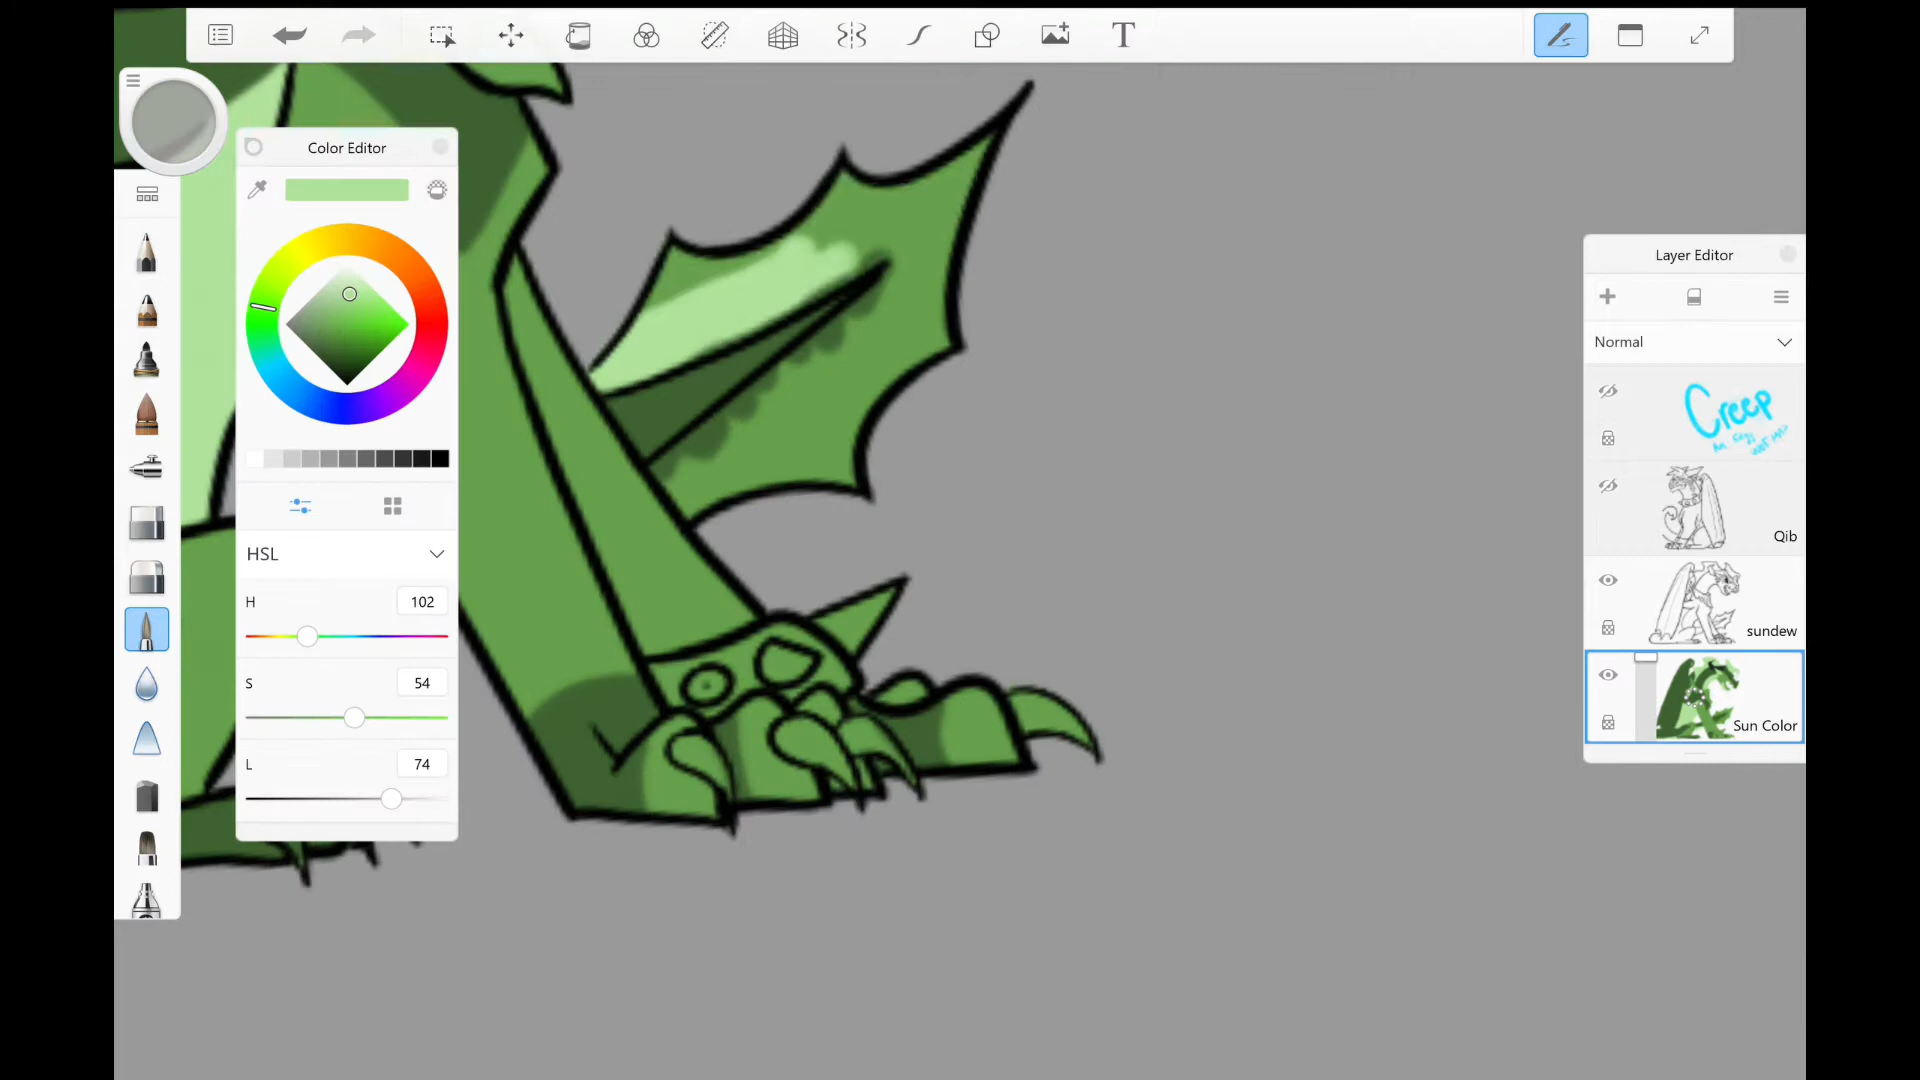 T
Color Editor
HSL
H 102
S 54
L 74
Layer Editor
Normal
Creep
Qib
sundew
Sun Color